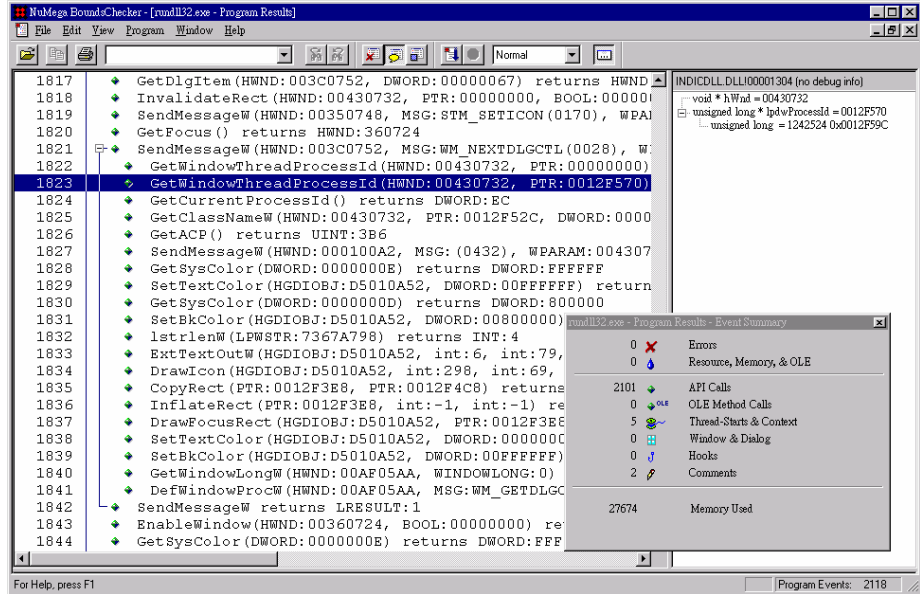 NuMega BoundsChecker - [rundll32.exe - Program Results]
File Edit View Program Window Help
Normal
1817 GetDlgItem(HWND:003C0752, DWORD:00000067) returns HWND
1818 InvalidateRect(HWND:00430732, PTR:00000000, BOOL:00000
1819 SendMessageW(HWND:00350748, MSG:STM_SETICON(0170), WPA
1820 GetFocus() returns HWND:360724
1821 SendMessageW(HWND:003C0752, MSG:WM_NEXTDLGCTL(0028), W
1822 GetWindowThreadProcessId(HWND:00430732, PTR:00000000)
1823 GetWindowThreadProcessId(HWND:00430732, PTR:0012F570)
1824 GetCurrentProcessId() returns DWORD:EC
1825 GetClassNameW(HWND:00430732, PTR:0012F52C, DWORD:0000
1826 GetACP() returns UINT:3B6
1827 SendMessageW(HWND:000100A2, MSG:(0432), WPARAM:004307
1828 GetSysColor(DWORD:0000000E) returns DWORD:FFFFFF
1829 SetTextColor(HGDIOBJ:D5010A52, DWORD:00FFFFFF) return
1830 GetSysColor(DWORD:0000000D) returns DWORD:800000
1831 SetBkColor(HGDIOBJ:D5010A52, DWORD:00800000)
1832 lstrlenW(LPWSTR:7367A798) returns INT:4
1833 ExtTextOutW(HGDIOBJ:D5010A52, int:6, int:79,
1834 DrawIcon(HGDIOBJ:D5010A52, int:298, int:69,
1835 CopyRect(PTR:0012F3E8, PTR:0012F4C8) returns
1836 InflateRect(PTR:0012F3E8, int:-1, int:-1) re
1837 DrawFocusRect(HGDIOBJ:D5010A52, PTR:0012F3E8
1838 SetTextColor(HGDIOBJ:D5010A52, DWORD:0000000
1839 SetBkColor(HGDIOBJ:D5010A52, DWORD:00FFFFFF)
1840 GetWindowLongW(HWND:00AF05AA, WINDOWLONG:0)
1841 DefWindowProcW(HWND:00AF05AA, MSG:WM_GETDLGC
1842 SendMessageW returns LRESULT:1
1843 EnableWindow(HWND:00360724, BOOL:00000000) re
1844 GetSysColor(DWORD:0000000E) returns DWORD:FFF
INDICDLL.DLL!00001304 (no debug info)
void * hWnd = 00430732
unsigned long * lpdwProcessId = 0012F570
unsigned long = 1242524 0x0012F59C
rundll32.exe - Program Results - Event Summary
0 Errors
0 Resource, Memory, & OLE
2101 API Calls
0 OLE OLE Method Calls
5 Thread-Starts & Context
0 Window & Dialog
0 Hooks
2 Comments
27674 Memory Used
For Help, press F1
Program Events: 2118